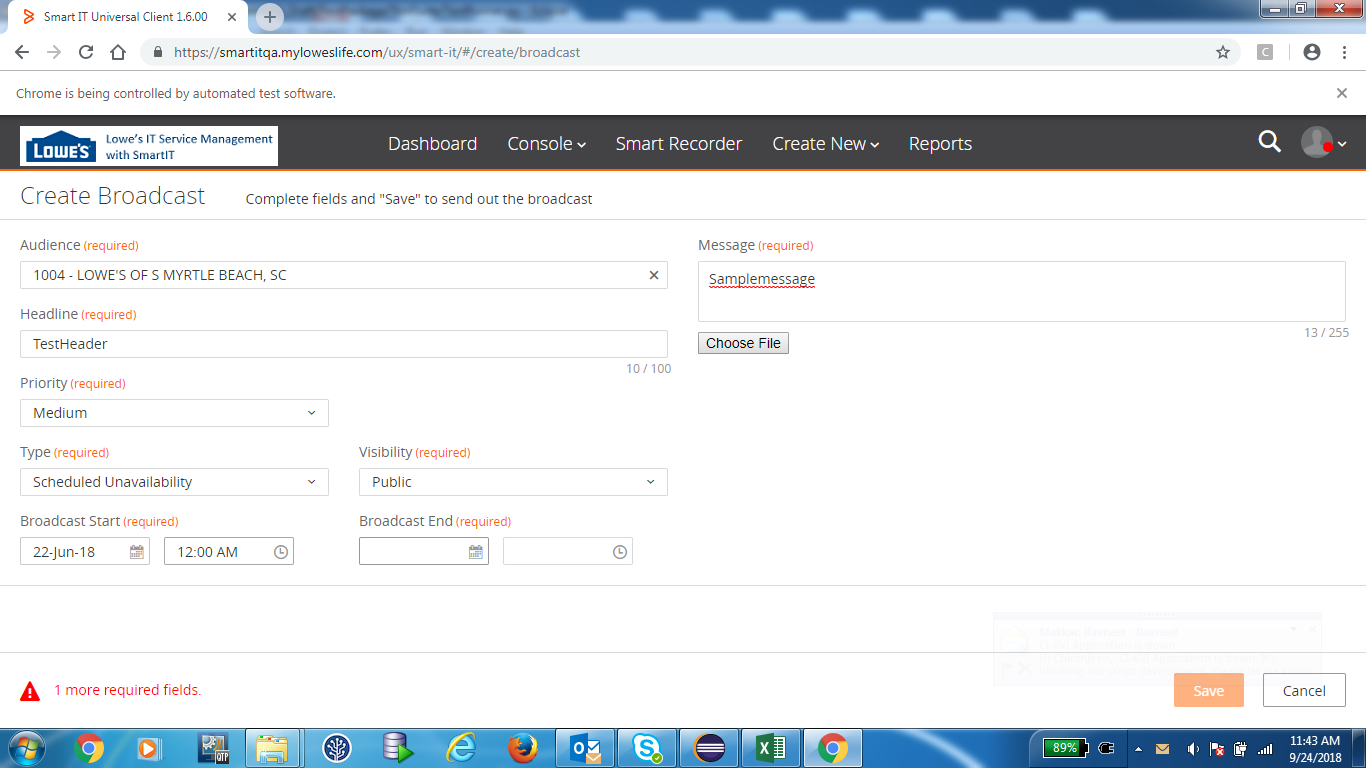 Smart IT Universal Client 1.6.00
https://smartitqa.myloweslife.com/ux/smart-it/#/create/broadcast
C
Chrome is being controlled by automated test software.
LOWE'S
Lowe's IT Service Management
with SmartIT
Dashboard Console Smart Recorder Create New Reports
Create Broadcast Complete fields and "Save" to send out the broadcast
Audience (required)
1004 - LOWE'S OF S MYRTLE BEACH, SC
Headline (required)
TestHeader
10 / 100
Priority (required)
Medium
Type (required) Visibility (required)
Scheduled Unavailability Public
Broadcast Start (required) Broadcast End (required)
22-Jun-18 12:00 AM
Message (required)
Samplemessage
13 / 255
Choose File
1 more required fields.
Save Cancel
QTP
89%
11:43 AM
9/24/2018